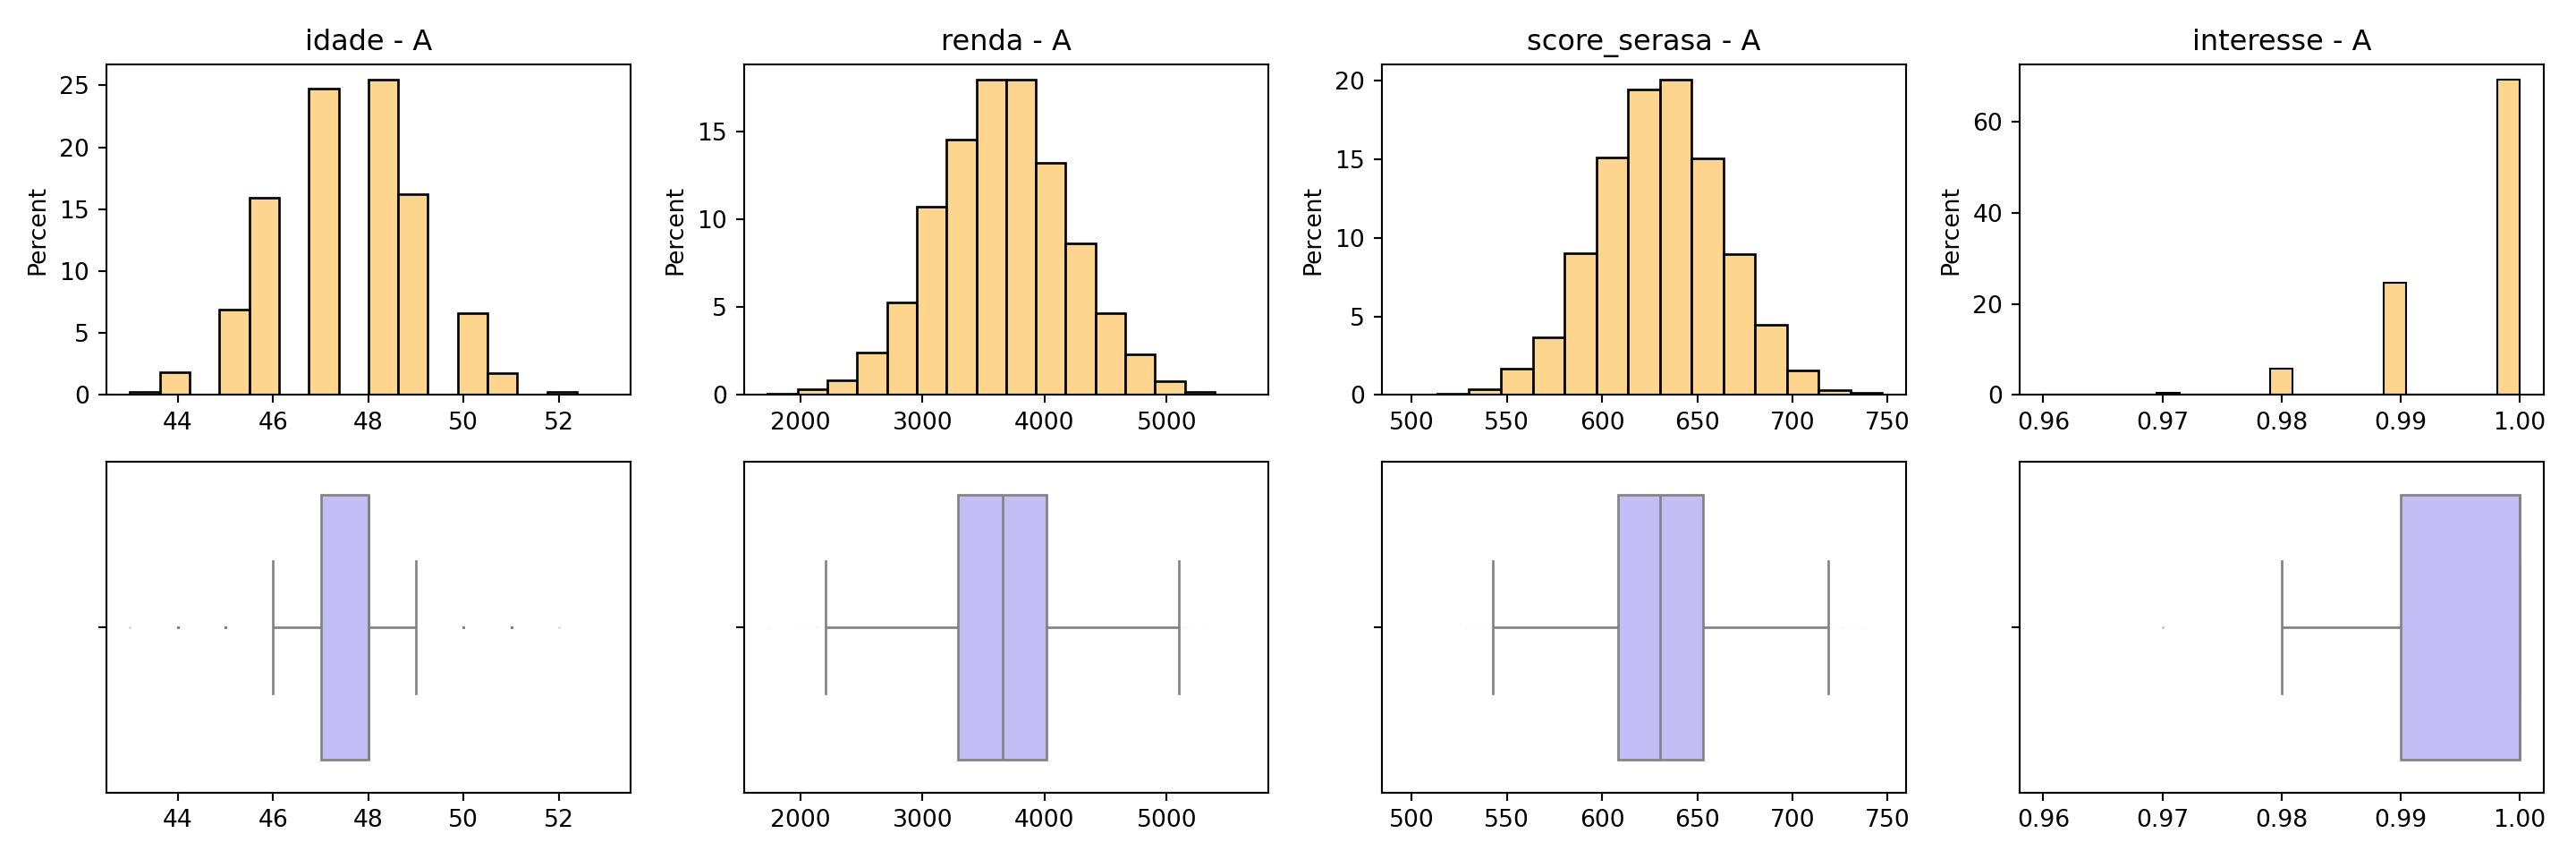 idade - A
Percent
25
20
15
10
5
0
44 46 48 50 52
renda - A
Percent
15
10
5
0
2000 3000 4000 5000
score_serasa - A
Percent
20
15
10
5
0
500 550 600 650 700 750
interesse - A
Percent
60
40
20
0
0.96 0.97 0.98 0.99 1.00
44 46 48 50 52
2000 3000 4000 5000
500 550 600 650 700 750
0.96 0.97 0.98 0.99 1.00